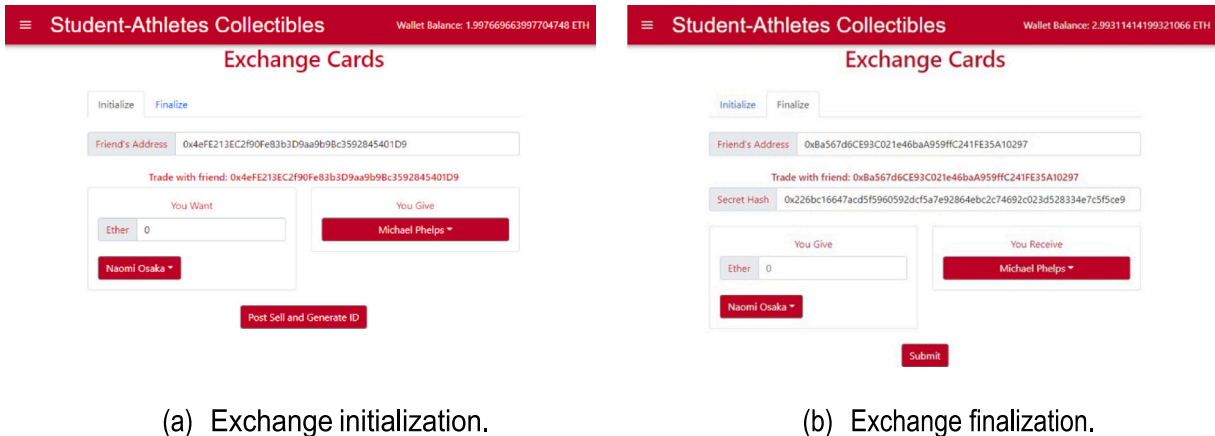 ≡ Student-Athletes Collectibles Wallet Balance: 1.997669663997704748 ETH
Exchange Cards
Initialize Finalize
Friend's Address 0x4eFE213EC2f90Fe83b3D9aa9b9Bc3592845401D9
Trade with friend: 0x4eFE213EC2f90Fe83b3D9aa9b9Bc3592845401D9
You Want You Give
Ether 0 Michael Phelps
Naomi Osaka
Post Sell and Generate ID
(a) Exchange initialization.
≡ Student-Athletes Collectibles Wallet Balance: 2.99311414199321066 ETH
Exchange Cards
Initialize Finalize
Friend's Address 0xBa567d6CE93C021e46baA959ffC241FE35A10297
Trade with friend: 0xBa567d6CE93C021e46baA959ffC241FE35A10297
Secret Hash 0x226bc16647acd5f5960592dcf5a7e92864ebc2c74692c023d528334e7c5f5ce9
You Give You Receive
Ether 0 Michael Phelps
Naomi Osaka
Submit
(b) Exchange finalization.